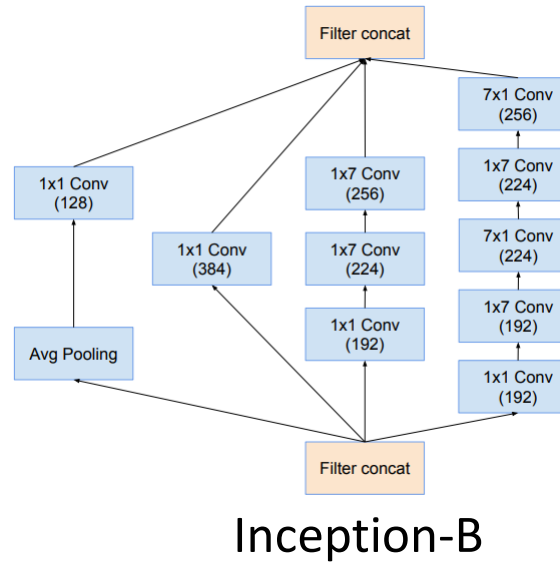 Filter concat
7x1 Conv
(256)
1x1 Conv
(128)
1x7 Conv
(256)
1x7 Conv
(224)
1x1 Conv
(384)
1x7 Conv
(224)
7x1 Conv
(224)
Avg Pooling
1x1 Conv
(192)
1x7 Conv
(192)
1x1 Conv
(192)
Filter concat
Inception-B